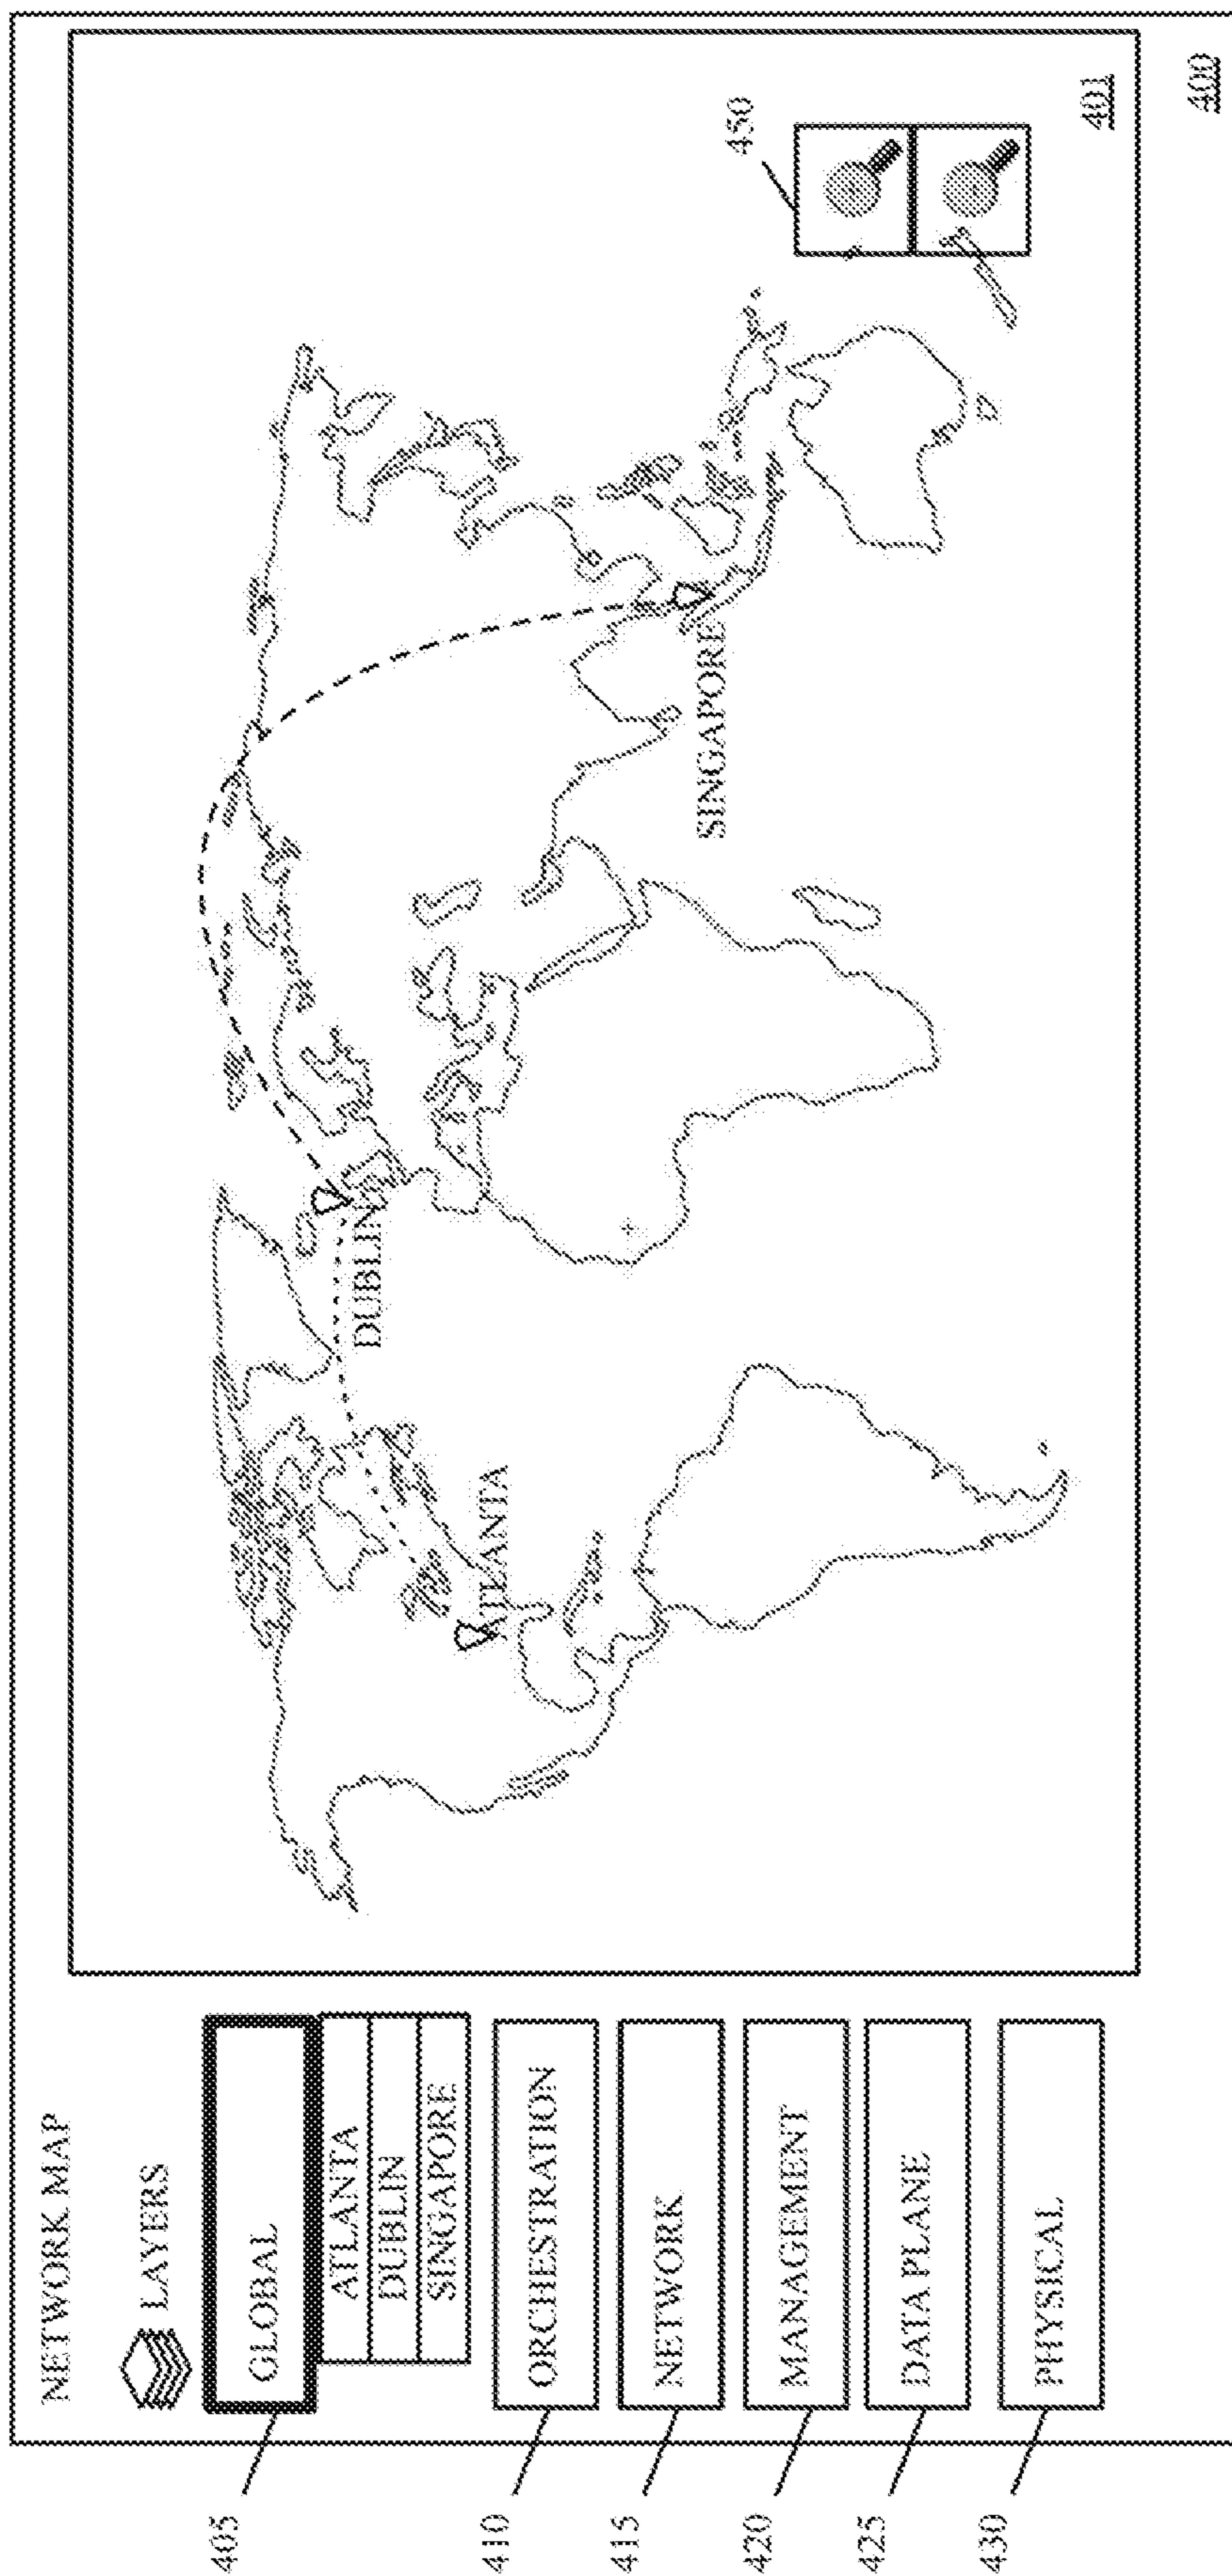 NETWORK MAP
LAYERS
405
GLOBAL
ATLANTA
DUBLIN
SINGAPORE
410
ORCHESTRATION
415
NETWORK
420
MANAGEMENT
425
DATA PLANE
430
PHYSICAL
ATLANTA
DUBLIN
SINGAPORE
450
401
400